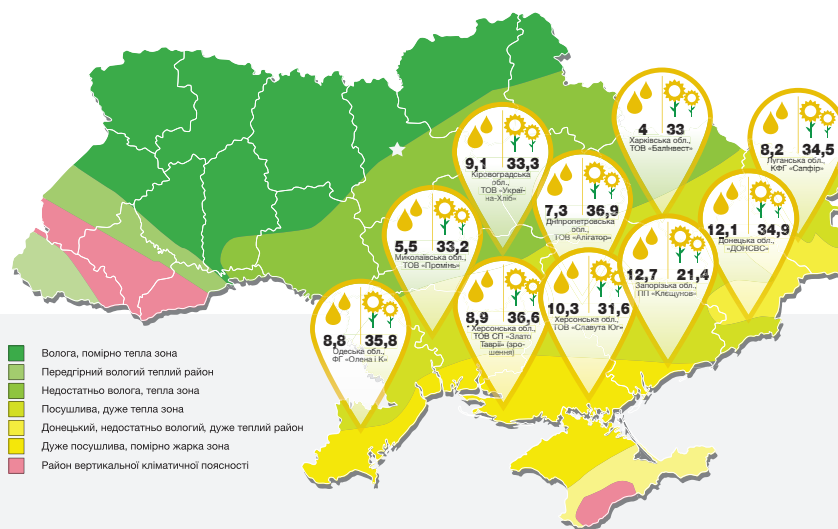 4 33
Харківська обл.,
ТОВ «БалІнвест»
8,2 34,5
Луганська обл.,
КФГ «Сапфір»
9,1 33,3
Кіровоградська
обл.,
ТОВ «Украї-
на-Хліб»
7,3 36,9
Дніпропетровська
обл.,
ТОВ «Алігатор»
12,1 34,9
Донецька обл.,
«ДОНСВС»
5,5 33,2
Миколаївська обл.,
ТОВ «Промінь»
12,7 21,4
Запорізька обл.,
ПП «Клєщунов»
8,9 36,6
Херсонська обл.,
ТОВ СП «Злато
Таврії» (зро-
шення)
10,3 31,6
Херсонська обл.,
ТОВ «Славута Юг»
8,8 35,8
Одеська обл.,
ФГ «Олена і К»
Волога, помірно тепла зона
Передгірний вологий теплий район
Недостатньо волога, тепла зона
Посушлива, дуже тепла зона
Донецький, недостатньо вологий, дуже теплий район
Дуже посушлива, помірно жарка зона
Район вертикальної кліматичної поясності